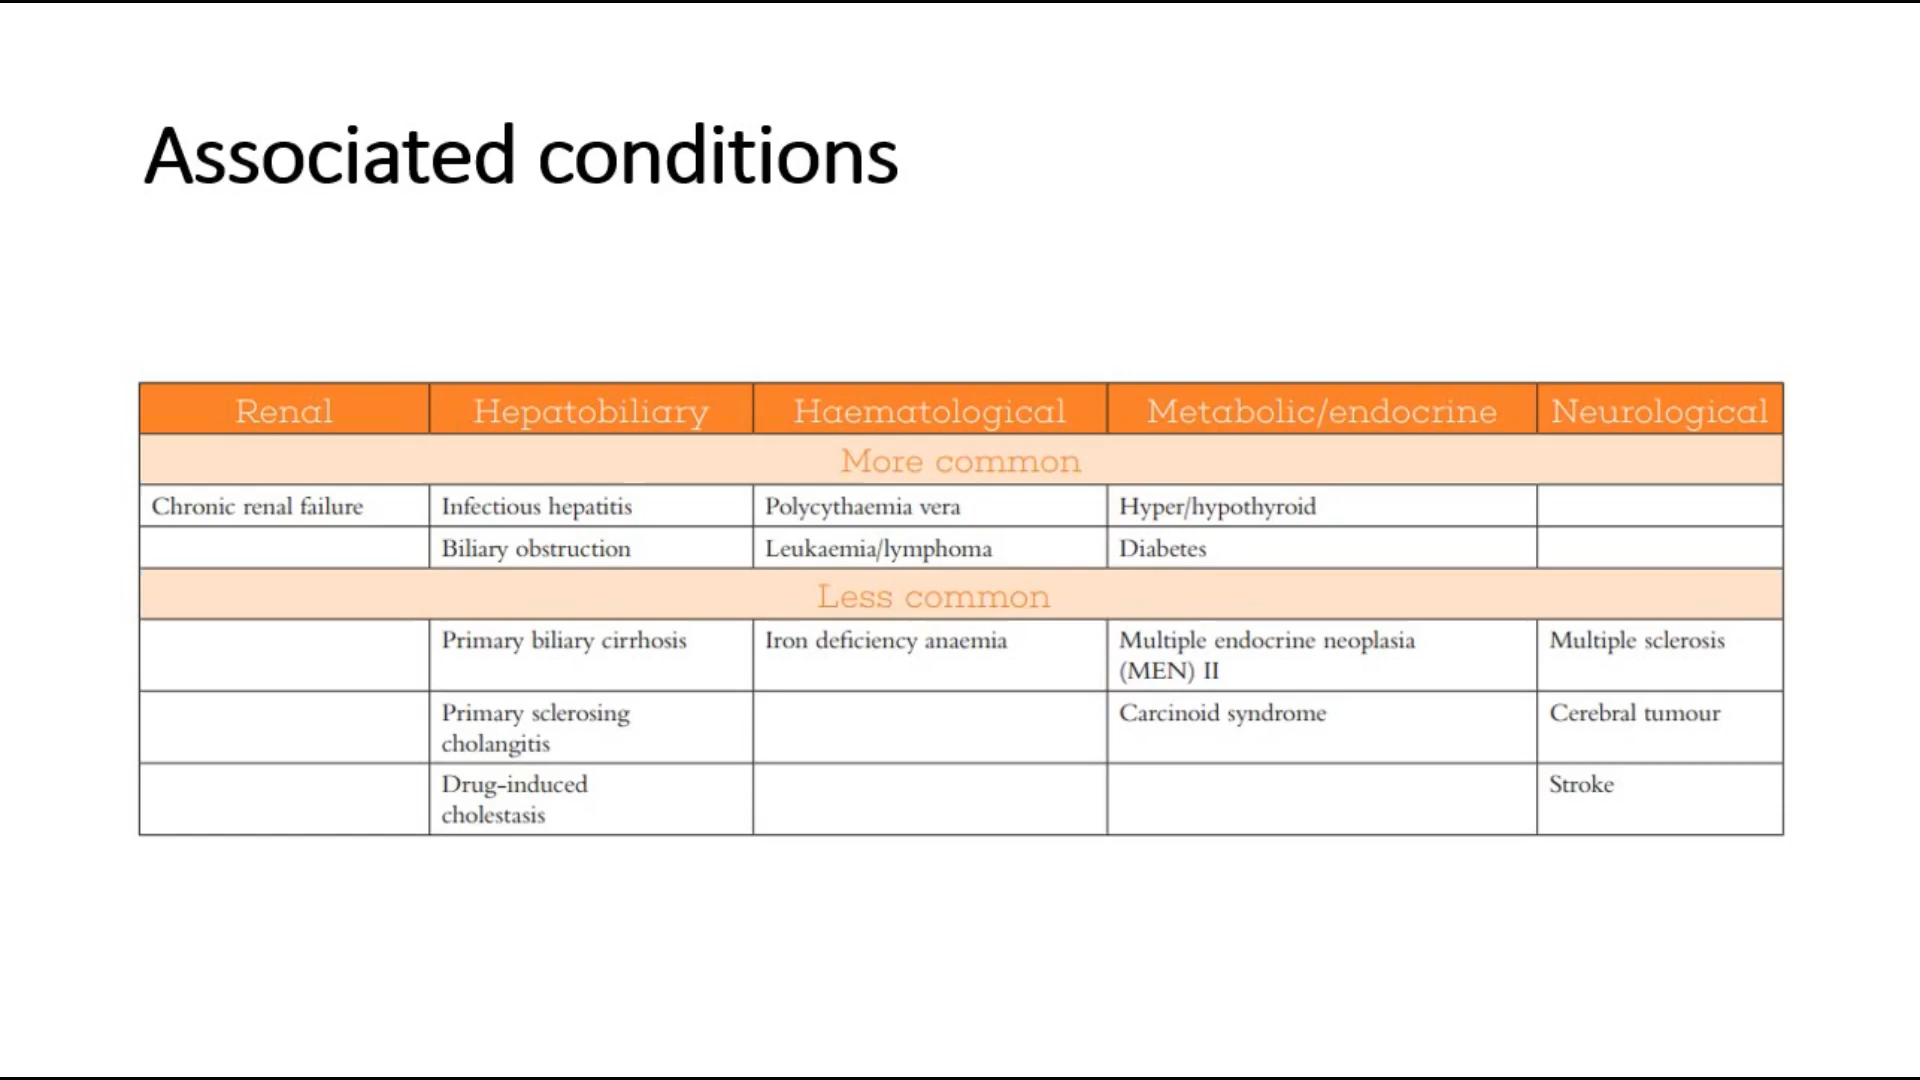 Associated conditions
Renal Hepatobiliary Haematological Metabolic/endocrine Neurological
More common
Chronic renal failure Infectious hepatitis Polycythaemia vera Hyper/hypothyroid
Biliary obstruction Leukaemia/lymphoma Diabetes
Less common
Primary biliary cirrhosis Iron deficiency anaemia Multiple endocrine neoplasia Multiple sclerosis
(MEN) II
Primary sclerosing Carcinoid syndrome Cerebral tumour
cholangitis
Drug-induced Stroke
cholestasis